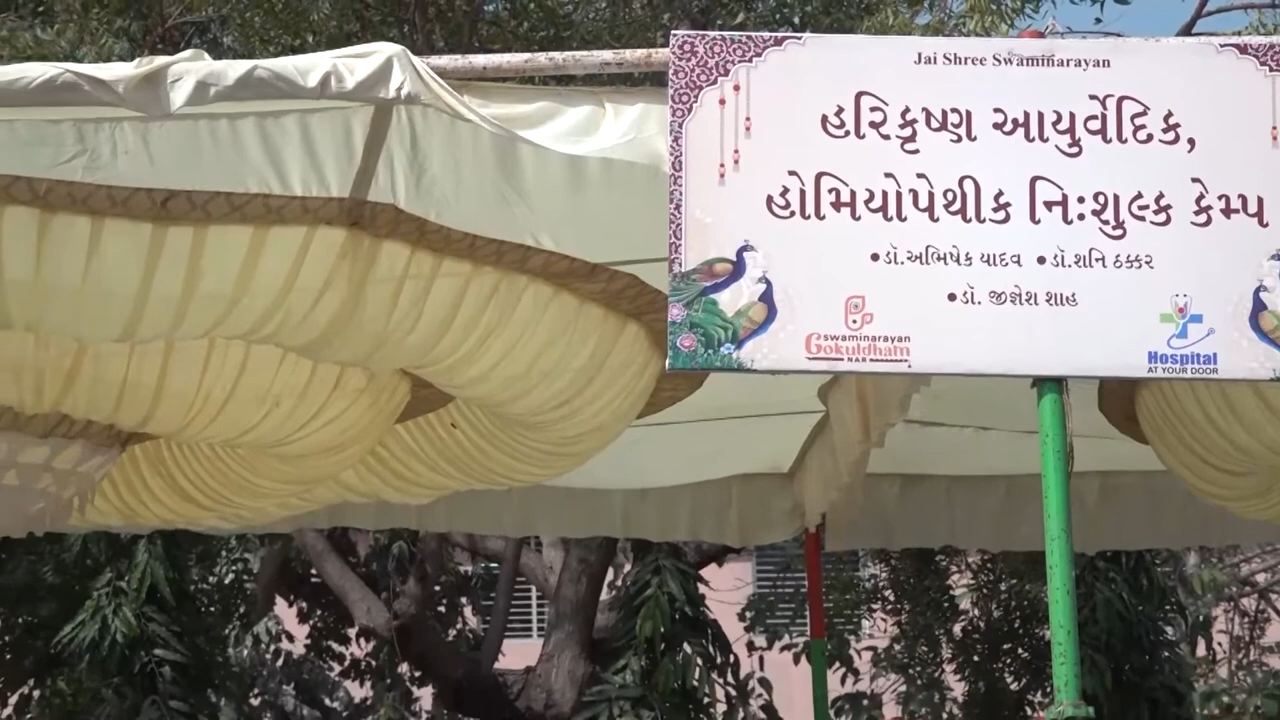 Jai Shree Swaminarayan
હરિકૃષ્ણ આયુર્વેદિક,
હોમિયોપેથીક નિઃશુલ્ક કેમ્પ
•ડૉ.અભિષેક યાદવ •ડૉ.શનિ ઠક્કર
•ડૉ. જીજ્ઞેશ શાહ
swaminarayan
Gokuldham
NAR
Hospital
AT YOUR DOOR